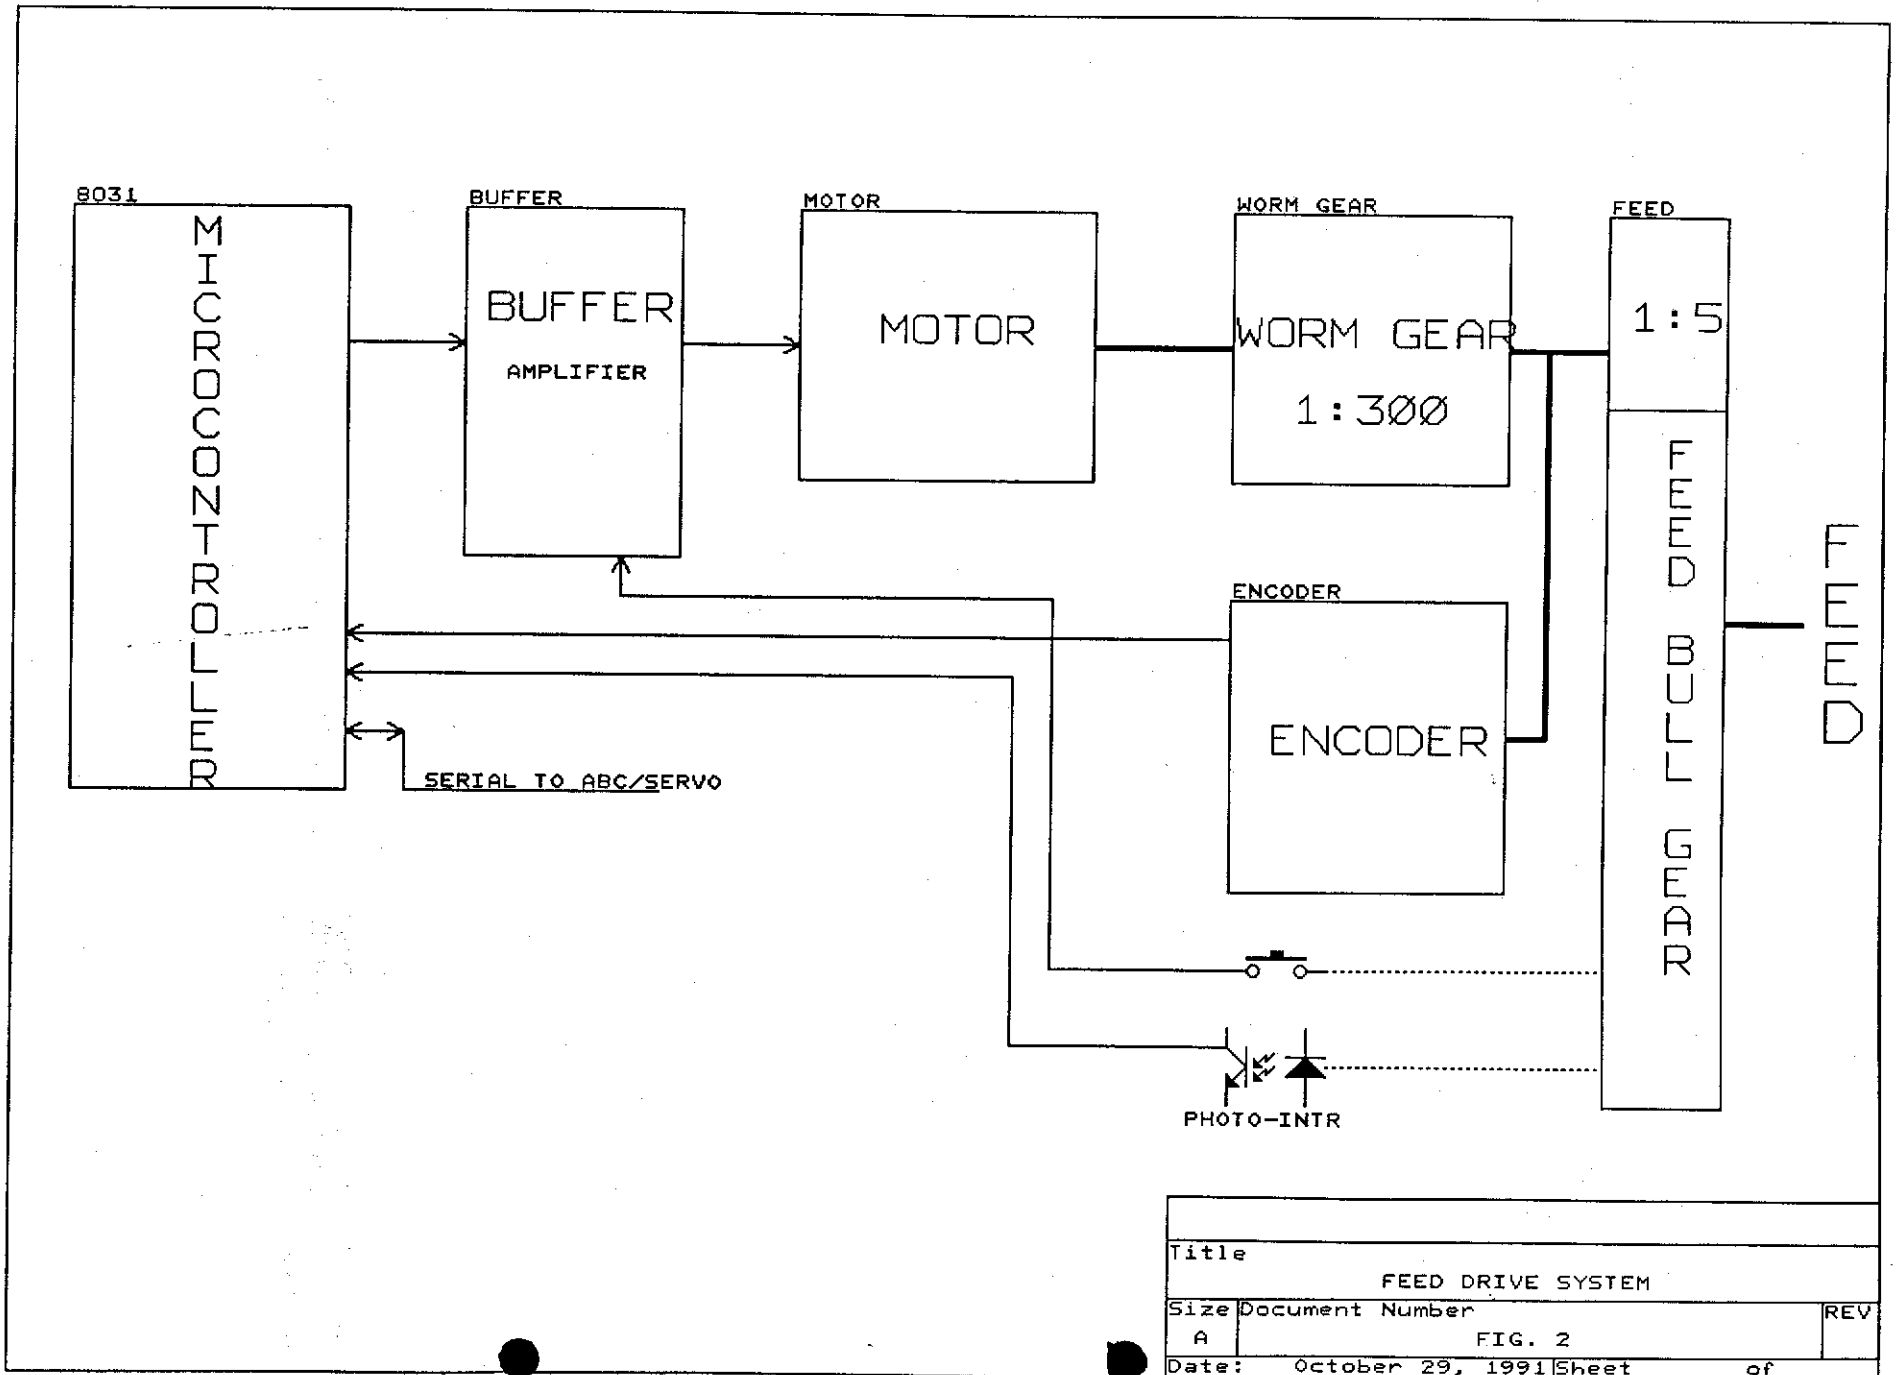 8031
MICROCONTROLLER
BUFFER
BUFFER
AMPLIFIER
MOTOR
MOTOR
WORM GEAR
WORM GEAR
1:300
FEED
1:5
FEED BULL GEAR
FEED
ENCODER
ENCODER
SERIAL TO ABC/SERVO
PHOTO-INTR
Title
FEED DRIVE SYSTEM
Size Document Number REV
A FIG. 2
Date: October 29, 1991 Sheet of